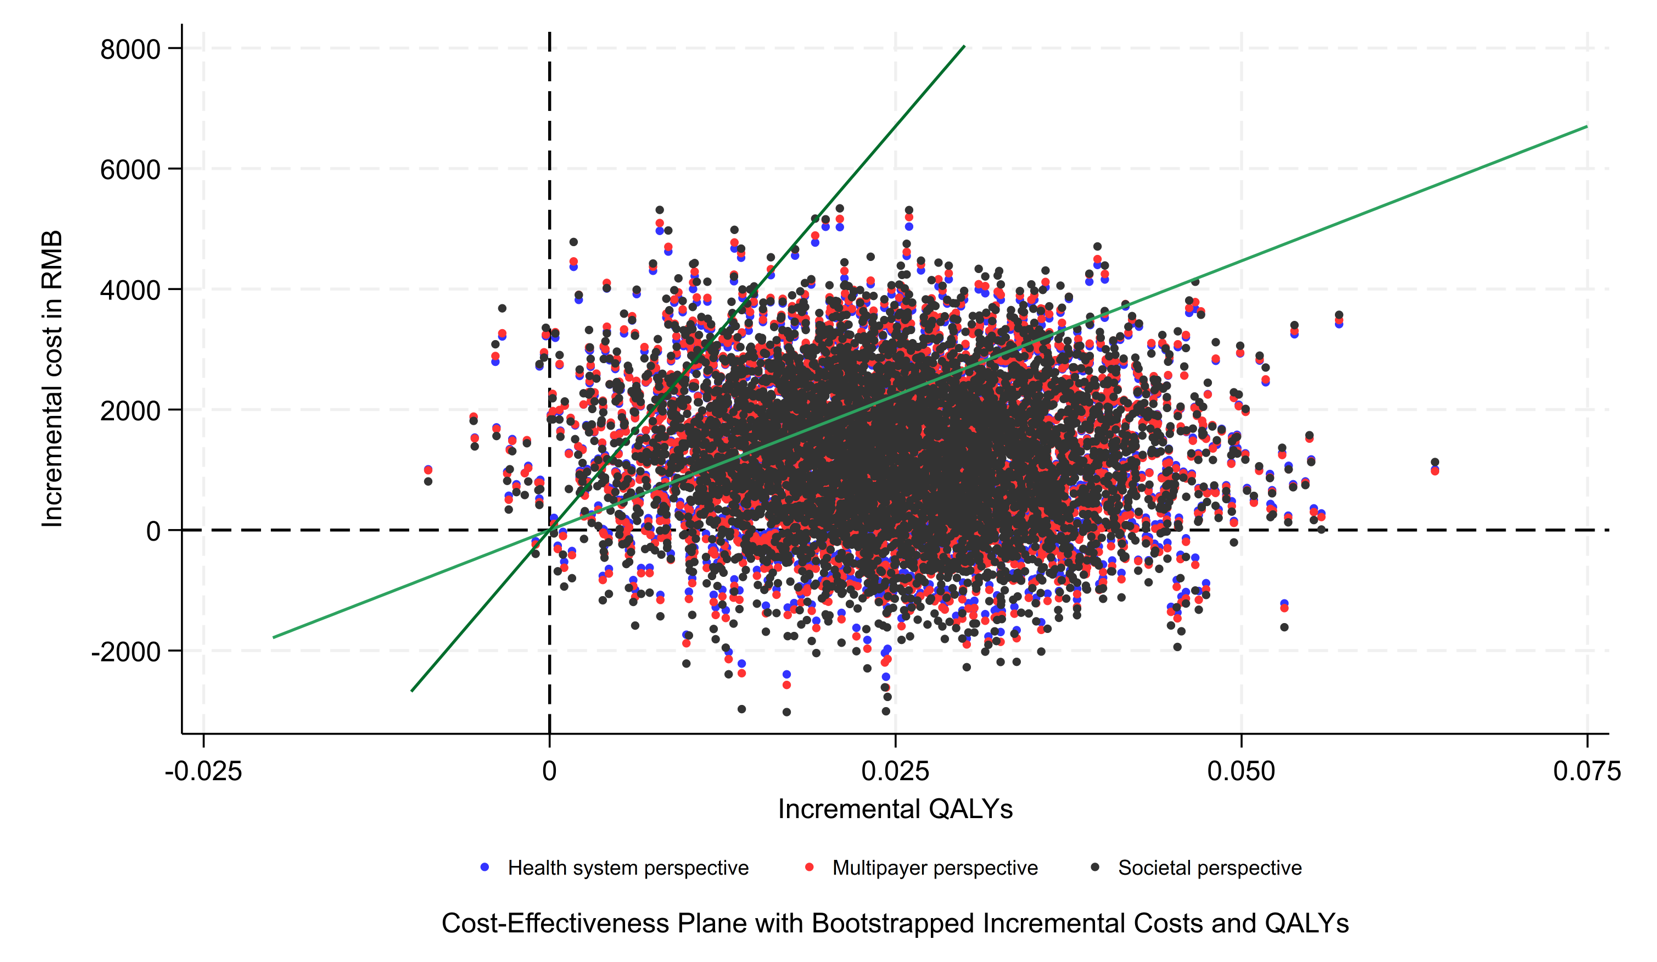 8000
6000
4000
2000
0
-2000
Incremental cost in RMB
-0.025 0 0.025 0.050 0.075
Incremental QALYs
Health system perspective Multipayer perspective Societal perspective
Cost-Effectiveness Plane with Bootstrapped Incremental Costs and QALYs